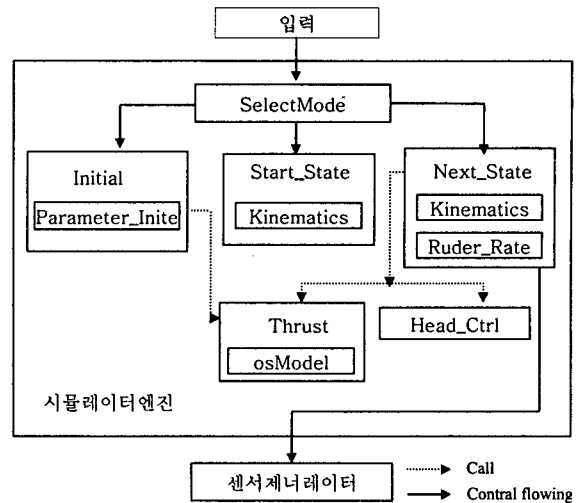 입력
SelectMode
Initial
Parameter_Inite
Start_State
Kinematics
Next_State
Kinematics
Ruder_Rate
Thrust
osModel
Head_Ctrl
시뮬레이터엔진
센서제너레이터
Call
Contral flowing